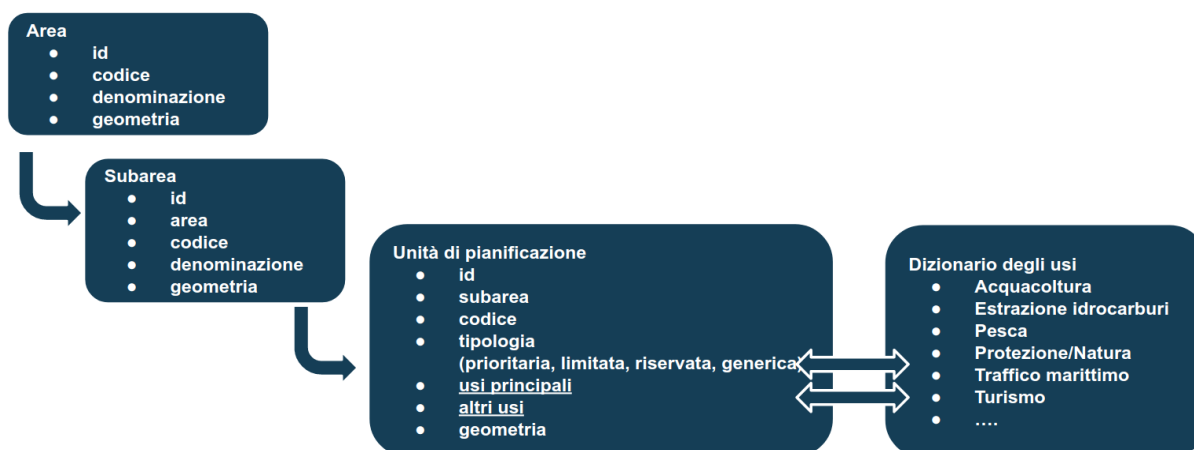 Area
● id
● codice
● denominazione
● geometria
Subarea
● id
● area
● codice
● denominazione
● geometria
Unità di pianificazione
● id
● subarea
● codice
● tipologia
(prioritaria, limitata, riservata, generica)
● usi principali
● altri usi
● geometria
Dizionario degli usi
● Acquacoltura
● Estrazione idrocarburi
● Pesca
● Protezione/Natura
● Traffico marittimo
● Turismo
● ....